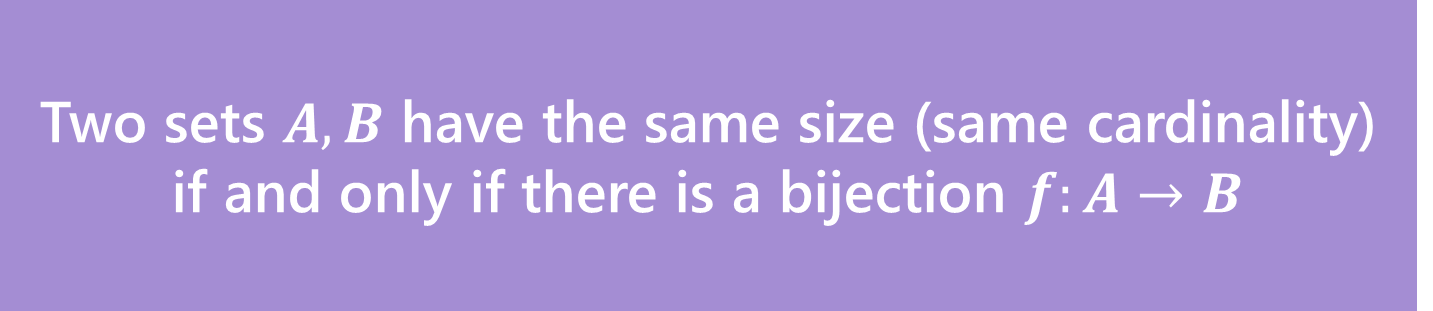 Two sets A, B have the same size (same cardinality)
if and only if there is a bijection f: A → B